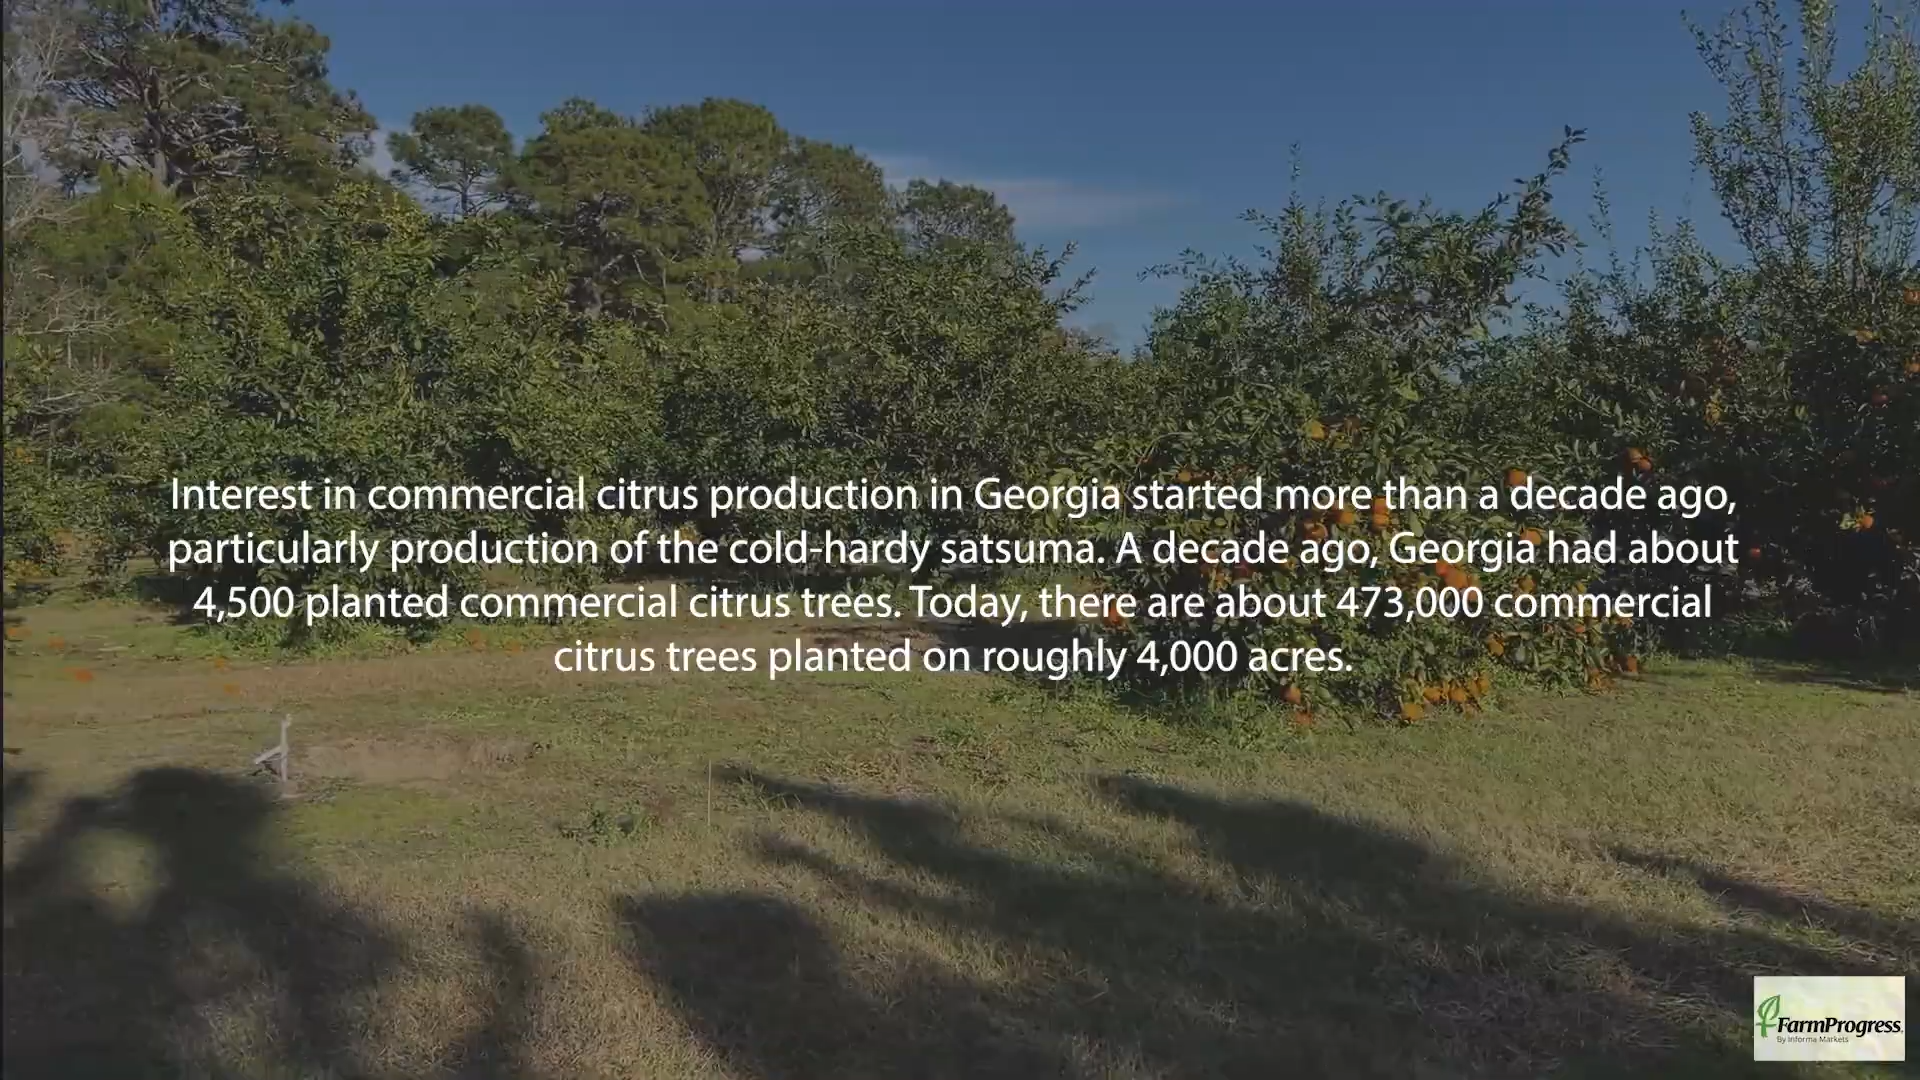 Interest in commercial citrus production in Georgia started more than a decade ago,
particularly production of the cold-hardy satsuma. A decade ago, Georgia had about
4,500 planted commercial citrus trees. Today, there are about 473,000 commercial
citrus trees planted on roughly 4,000 acres.
FarmProgress
By Informa Markets